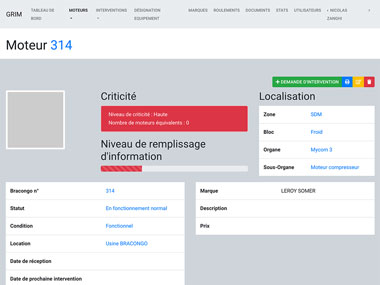 GRIM
TABLEAU DE BORD
MOTEURS
INTERVENTIONS
DÉSIGNATION EQUIPEMENT
MARQUES
ROULEMENTS
DOCUMENTS
ETATS
UTILISATEURS
NICOLAS ZANGHI
Moteur 314
+ DEMANDE D'INTERVENTION
Criticité
Niveau de criticité : Haute
Nombre de moteurs équivalents : 0
Niveau de remplissage
d'information
Localisation
Zone SDM
Bloc Froid
Organe Mycom 3
Sous-Organe Moteur compresseur
Bracongo n° 314
Statut En fonctionnement normal
Condition Fonctionnel
Location Usine BRACONGO
Date de réception
Date de prochaine intervention
Marque LEROY SOMER
Description
Prix